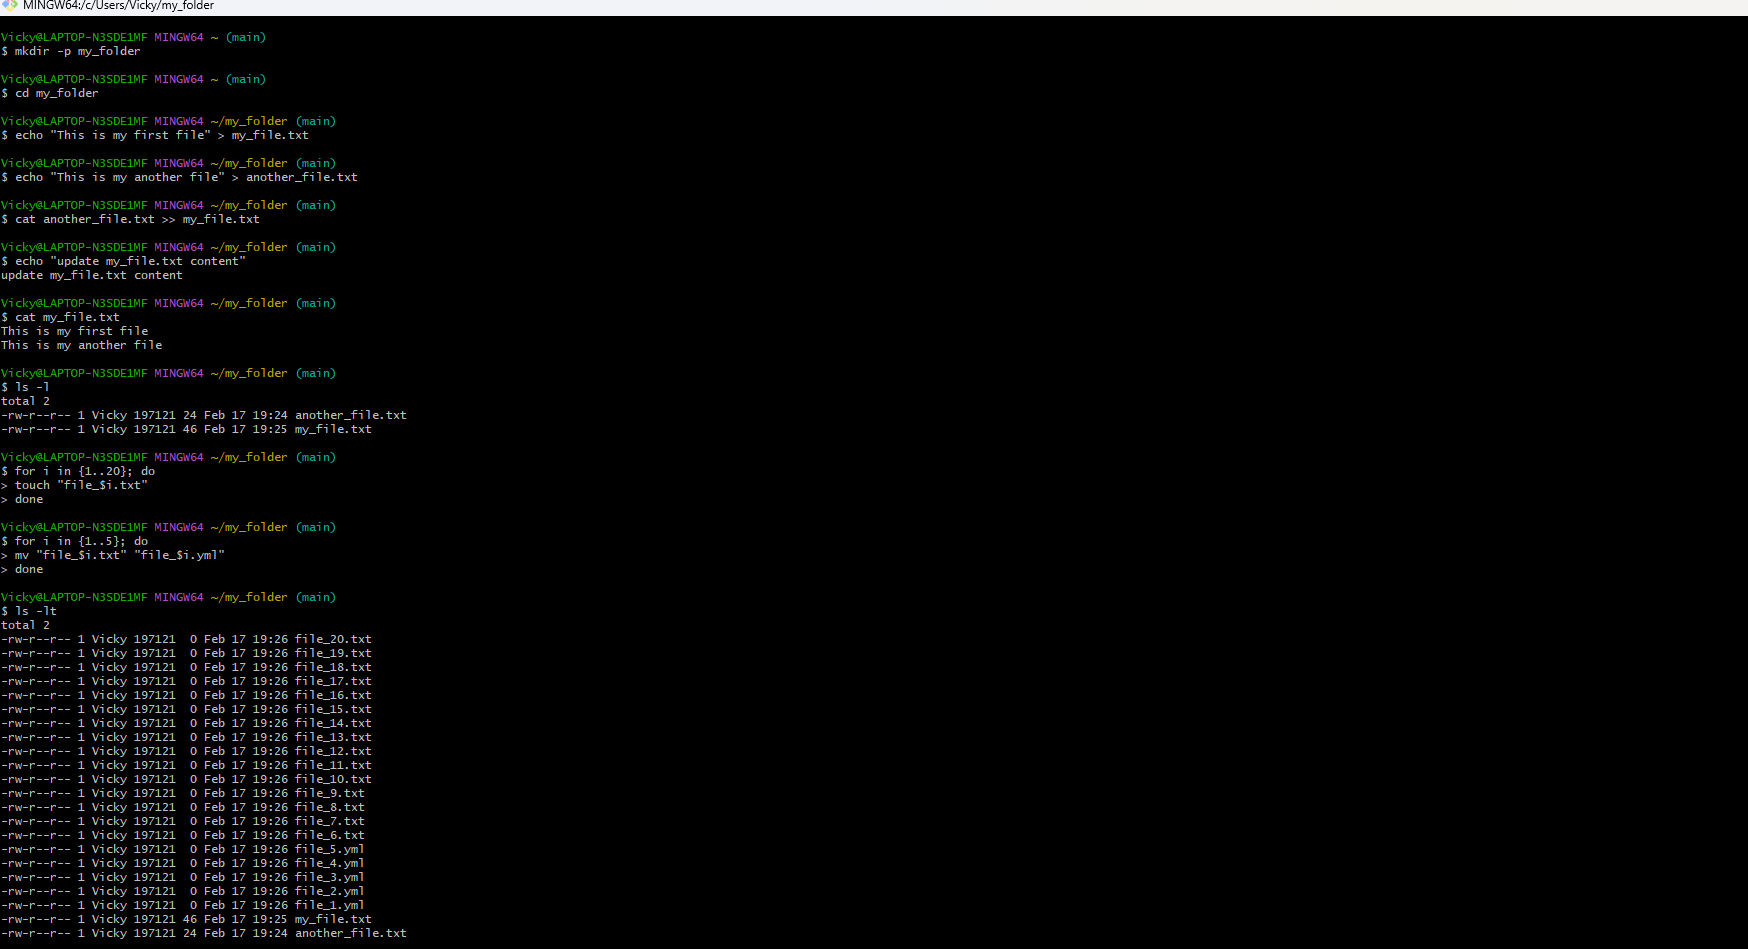 MINGW64:/c/Users/Vicky/my_folder
Vicky@LAPTOP-N3SDE1MF MINGW64 ~ (main)
$ mkdir -p my_folder
Vicky@LAPTOP-N3SDE1MF MINGW64 ~ (main)
$ cd my_folder
Vicky@LAPTOP-N3SDE1MF MINGW64 ~/my_folder (main)
$ echo "This is my first file" > my_file.txt
Vicky@LAPTOP-N3SDE1MF MINGW64 ~/my_folder (main)
$ echo "This is my another file" > another_file.txt
Vicky@LAPTOP-N3SDE1MF MINGW64 ~/my_folder (main)
$ cat another_file.txt >> my_file.txt
Vicky@LAPTOP-N3SDE1MF MINGW64 ~/my_folder (main)
$ echo "update my_file.txt content"
update my_file.txt content
Vicky@LAPTOP-N3SDE1MF MINGW64 ~/my_folder (main)
$ cat my_file.txt
This is my first file
This is my another file
Vicky@LAPTOP-N3SDE1MF MINGW64 ~/my_folder (main)
$ ls -l
total 2
-rw-r--r-- 1 Vicky 197121 24 Feb 17 19:24 another_file.txt
-rw-r--r-- 1 Vicky 197121 46 Feb 17 19:25 my_file.txt
Vicky@LAPTOP-N3SDE1MF MINGW64 ~/my_folder (main)
$ for i in {1..20}; do
> touch "file_$i.txt"
> done
Vicky@LAPTOP-N3SDE1MF MINGW64 ~/my_folder (main)
$ for i in {1..5}; do
> mv "file_$i.txt" "file_$i.yml"
> done
Vicky@LAPTOP-N3SDE1MF MINGW64 ~/my_folder (main)
$ ls -lt
total 2
-rw-r--r-- 1 Vicky 197121  0 Feb 17 19:26 file_20.txt
-rw-r--r-- 1 Vicky 197121  0 Feb 17 19:26 file_19.txt
-rw-r--r-- 1 Vicky 197121  0 Feb 17 19:26 file_18.txt
-rw-r--r-- 1 Vicky 197121  0 Feb 17 19:26 file_17.txt
-rw-r--r-- 1 Vicky 197121  0 Feb 17 19:26 file_16.txt
-rw-r--r-- 1 Vicky 197121  0 Feb 17 19:26 file_15.txt
-rw-r--r-- 1 Vicky 197121  0 Feb 17 19:26 file_14.txt
-rw-r--r-- 1 Vicky 197121  0 Feb 17 19:26 file_13.txt
-rw-r--r-- 1 Vicky 197121  0 Feb 17 19:26 file_12.txt
-rw-r--r-- 1 Vicky 197121  0 Feb 17 19:26 file_11.txt
-rw-r--r-- 1 Vicky 197121  0 Feb 17 19:26 file_10.txt
-rw-r--r-- 1 Vicky 197121  0 Feb 17 19:26 file_9.txt
-rw-r--r-- 1 Vicky 197121  0 Feb 17 19:26 file_8.txt
-rw-r--r-- 1 Vicky 197121  0 Feb 17 19:26 file_7.txt
-rw-r--r-- 1 Vicky 197121  0 Feb 17 19:26 file_6.txt
-rw-r--r-- 1 Vicky 197121  0 Feb 17 19:26 file_5.yml
-rw-r--r-- 1 Vicky 197121  0 Feb 17 19:26 file_4.yml
-rw-r--r-- 1 Vicky 197121  0 Feb 17 19:26 file_3.yml
-rw-r--r-- 1 Vicky 197121  0 Feb 17 19:26 file_2.yml
-rw-r--r-- 1 Vicky 197121  0 Feb 17 19:26 file_1.yml
-rw-r--r-- 1 Vicky 197121 46 Feb 17 19:25 my_file.txt
-rw-r--r-- 1 Vicky 197121 24 Feb 17 19:24 another_file.txt